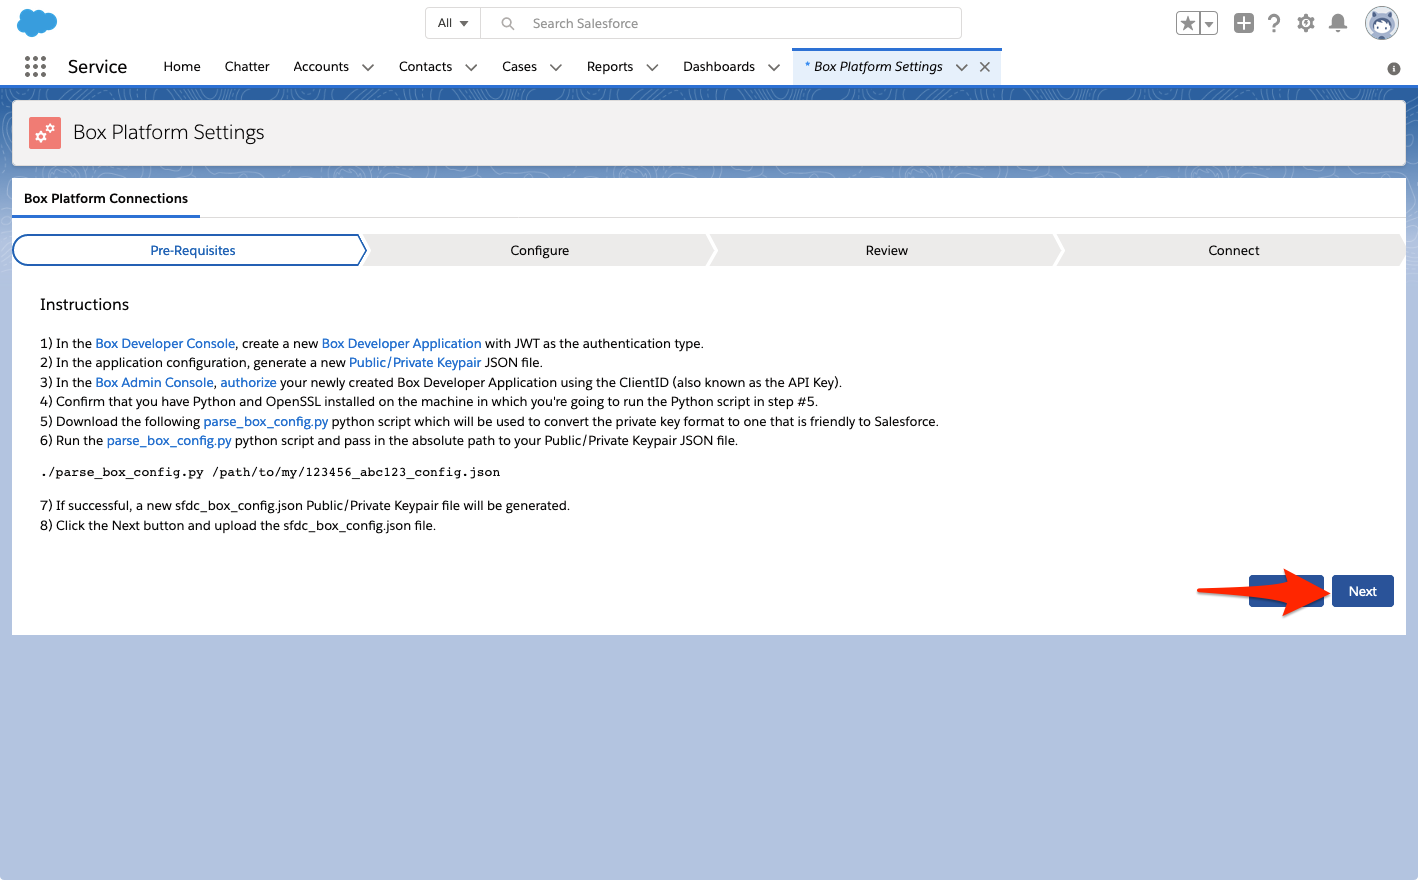 All
Search Salesforce
Service
Home
Chatter
Accounts
Contacts
Cases
Reports
Dashboards
* Box Platform Settings
Box Platform Settings
Box Platform Connections
Pre-Requisites
Configure
Review
Connect
Instructions
1) In the Box Developer Console, create a new Box Developer Application with JWT as the authentication type.
2) In the application configuration, generate a new Public/Private Keypair JSON file.
3) In the Box Admin Console, authorize your newly created Box Developer Application using the ClientID (also known as the API Key).
4) Confirm that you have Python and OpenSSL installed on the machine in which you're going to run the Python script in step #5.
5) Download the following parse_box_config.py python script which will be used to convert the private key format to one that is friendly to Salesforce.
6) Run the parse_box_config.py python script and pass in the absolute path to your Public/Private Keypair JSON file.
./parse_box_config.py /path/to/my/123456_abc123_config.json
7) If successful, a new sfdc_box_config.json Public/Private Keypair file will be generated.
8) Click the Next button and upload the sfdc_box_config.json file.
Next